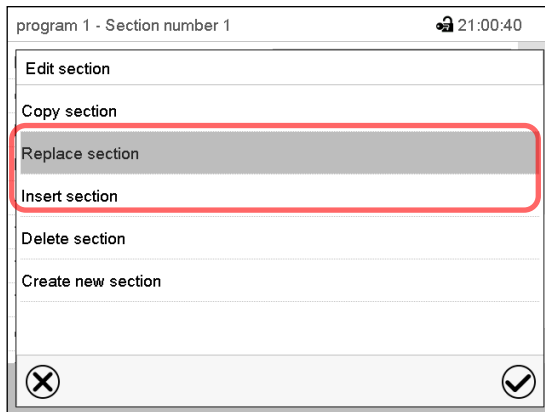 program 1 - Section number 1 21:00:40
Edit section
Copy section
Replace section
Insert section
Delete section
Create new section